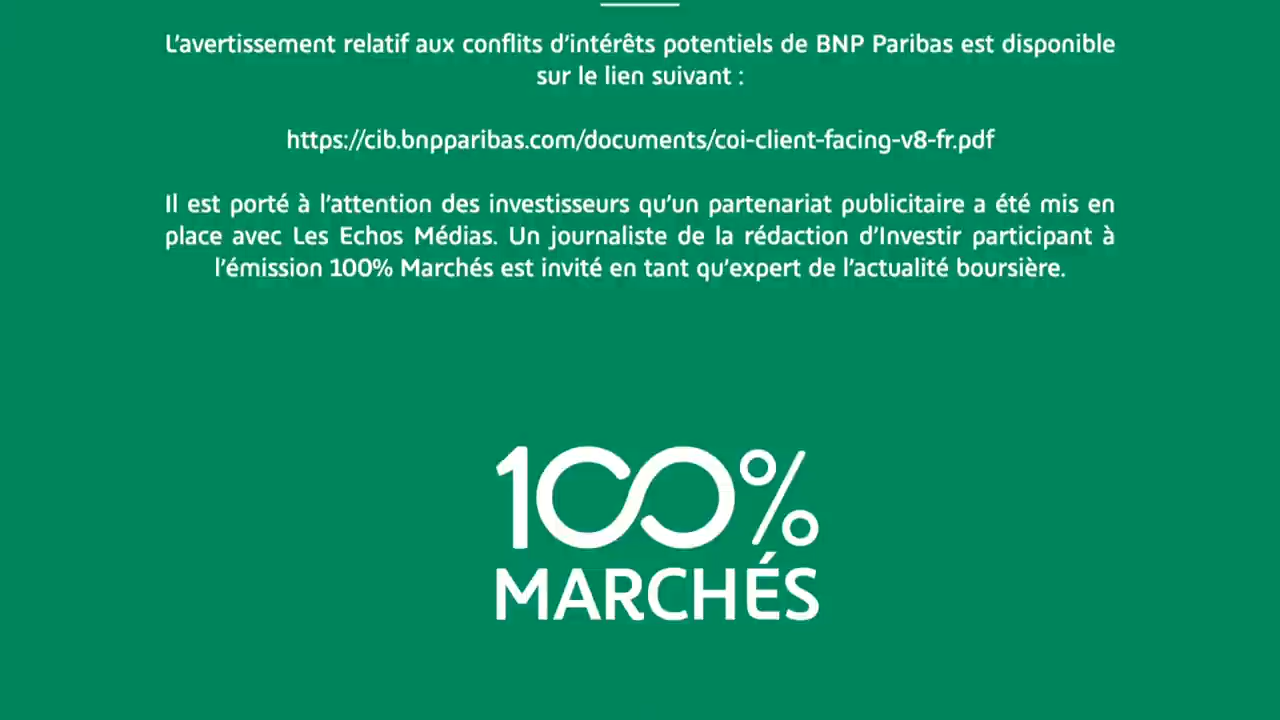 L'avertissement relatif aux conflits d'intérêts potentiels de BNP Paribas est disponible
sur le lien suivant :
https://cib.bnpparibas.com/documents/coi-client-facing-v8-fr.pdf
Il est porté à l'attention des investisseurs qu'un partenariat publicitaire a été mis en
place avec Les Echos Médias. Un journaliste de la rédaction d'Investir participant à
l'émission 100% Marchés est invité en tant qu'expert de l'actualité boursière.
100%
MARCHÉS